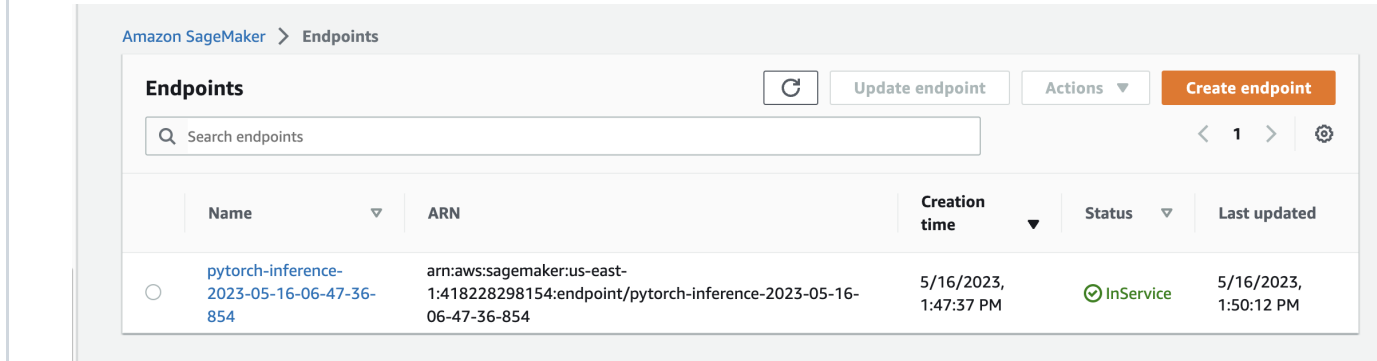 Amazon SageMaker > Endpoints
Endpoints
Update endpoint
Actions
Create endpoint
Search endpoints
1
Name
ARN
Creation
time
Status
Last updated
pytorch-inference-
2023-05-16-06-47-36-
854
arn:aws:sagemaker:us-east-
1:418228298154:endpoint/pytorch-inference-2023-05-16-
06-47-36-854
5/16/2023,
1:47:37 PM
InService
5/16/2023,
1:50:12 PM